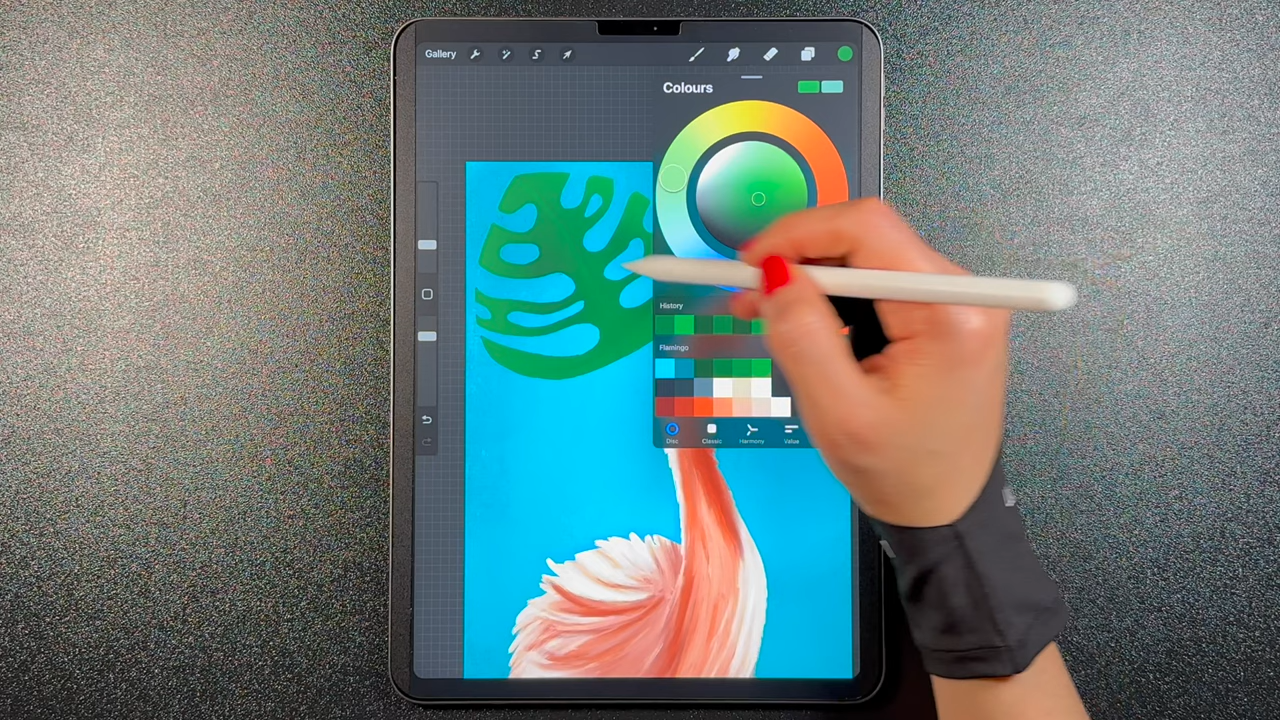 Gallery
Colours
History
Flamingo
Disc Classic Harmony Value